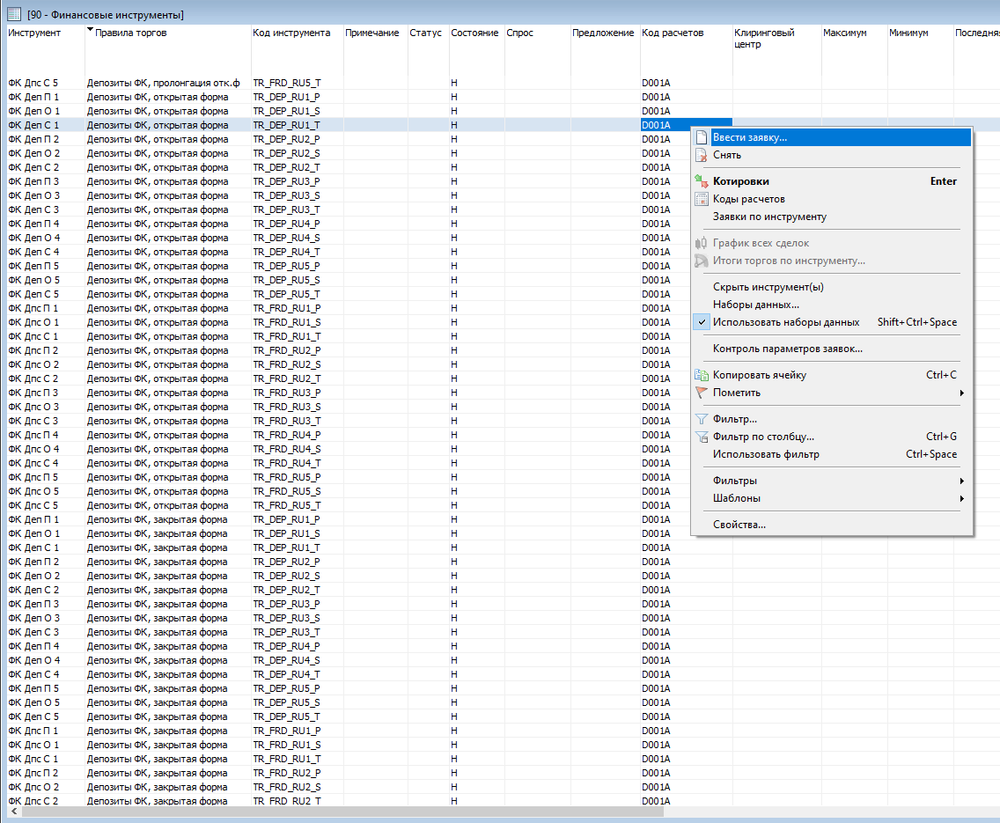 [90 - Финансовые инструменты]
Инструмент Правила торгов Код инструмента Примечание Статус Состояние Спрос Предложение Код расчетов Клиринговый центр Максимум Минимум Последняя
ФК Дпс С 5 Депозиты ФК, пролонгация отк.ф TR_FRD_RU5_T Н D001A
ФК Деп П 1 Депозиты ФК, открытая форма TR_DEP_RU1_P Н D001A
ФК Деп О 1 Депозиты ФК, открытая форма TR_DEP_RU1_S Н D001A
ФК Деп С 1 Депозиты ФК, открытая форма TR_DEP_RU1_T Н D001A
ФК Деп П 2 Депозиты ФК, открытая форма TR_DEP_RU2_P Н D001A
ФК Деп О 2 Депозиты ФК, открытая форма TR_DEP_RU2_S Н D001A
ФК Деп С 2 Депозиты ФК, открытая форма TR_DEP_RU2_T Н D001A
ФК Деп П 3 Депозиты ФК, открытая форма TR_DEP_RU3_P Н D001A
ФК Деп О 3 Депозиты ФК, открытая форма TR_DEP_RU3_S Н D001A
ФК Деп С 3 Депозиты ФК, открытая форма TR_DEP_RU3_T Н D001A
ФК Деп П 4 Депозиты ФК, открытая форма TR_DEP_RU4_P Н D001A
ФК Деп О 4 Депозиты ФК, открытая форма TR_DEP_RU4_S Н D001A
ФК Деп С 4 Депозиты ФК, открытая форма TR_DEP_RU4_T Н D001A
ФК Деп П 5 Депозиты ФК, открытая форма TR_DEP_RU5_P Н D001A
ФК Деп О 5 Депозиты ФК, открытая форма TR_DEP_RU5_S Н D001A
ФК Деп С 5 Депозиты ФК, открытая форма TR_DEP_RU5_T Н D001A
ФК Дпс П 1 Депозиты ФК, открытая форма TR_FRD_RU1_P Н D001A
ФК Дпс О 1 Депозиты ФК, открытая форма TR_FRD_RU1_S Н D001A
ФК Дпс С 1 Депозиты ФК, открытая форма TR_FRD_RU1_T Н D001A
ФК Дпс П 2 Депозиты ФК, открытая форма TR_FRD_RU2_P Н D001A
ФК Дпс О 2 Депозиты ФК, открытая форма TR_FRD_RU2_S Н D001A
ФК Дпс С 2 Депозиты ФК, открытая форма TR_FRD_RU2_T Н D001A
ФК Дпс П 3 Депозиты ФК, открытая форма TR_FRD_RU3_P Н D001A
ФК Дпс О 3 Депозиты ФК, открытая форма TR_FRD_RU3_S Н D001A
ФК Дпс С 3 Депозиты ФК, открытая форма TR_FRD_RU3_T Н D001A
ФК Дпс П 4 Депозиты ФК, открытая форма TR_FRD_RU4_P Н D001A
ФК Дпс О 4 Депозиты ФК, открытая форма TR_FRD_RU4_S Н D001A
ФК Дпс С 4 Депозиты ФК, открытая форма TR_FRD_RU4_T Н D001A
ФК Дпс П 5 Депозиты ФК, открытая форма TR_FRD_RU5_P Н D001A
ФК Дпс О 5 Депозиты ФК, открытая форма TR_FRD_RU5_S Н D001A
ФК Дпс С 5 Депозиты ФК, открытая форма TR_FRD_RU5_T Н D001A
ФК Деп П 1 Депозиты ФК, закрытая форма TR_DEP_RU1_P Н D001A
ФК Деп О 1 Депозиты ФК, закрытая форма TR_DEP_RU1_S Н D001A
ФК Деп С 1 Депозиты ФК, закрытая форма TR_DEP_RU1_T Н D001A
ФК Деп П 2 Депозиты ФК, закрытая форма TR_DEP_RU2_P Н D001A
ФК Деп О 2 Депозиты ФК, закрытая форма TR_DEP_RU2_S Н D001A
ФК Деп С 2 Депозиты ФК, закрытая форма TR_DEP_RU2_T Н D001A
ФК Деп П 3 Депозиты ФК, закрытая форма TR_DEP_RU3_P Н D001A
ФК Деп О 3 Депозиты ФК, закрытая форма TR_DEP_RU3_S Н D001A
ФК Деп С 3 Депозиты ФК, закрытая форма TR_DEP_RU3_T Н D001A
ФК Деп П 4 Депозиты ФК, закрытая форма TR_DEP_RU4_P Н D001A
ФК Деп О 4 Депозиты ФК, закрытая форма TR_DEP_RU4_S Н D001A
ФК Деп С 4 Депозиты ФК, закрытая форма TR_DEP_RU4_T Н D001A
ФК Деп П 5 Депозиты ФК, закрытая форма TR_DEP_RU5_P Н D001A
ФК Деп О 5 Депозиты ФК, закрытая форма TR_DEP_RU5_S Н D001A
ФК Деп С 5 Депозиты ФК, закрытая форма TR_DEP_RU5_T Н D001A
ФК Дпс П 1 Депозиты ФК, закрытая форма TR_FRD_RU1_P Н D001A
ФК Дпс О 1 Депозиты ФК, закрытая форма TR_FRD_RU1_S Н D001A
ФК Дпс С 1 Депозиты ФК, закрытая форма TR_FRD_RU1_T Н D001A
ФК Дпс П 2 Депозиты ФК, закрытая форма TR_FRD_RU2_P Н D001A
ФК Дпс О 2 Депозиты ФК, закрытая форма TR_FRD_RU2_S Н D001A
ФК Дпс С 2 Депозиты ФК, закрытая форма TR_FRD_RU2_T Н D001A
Ввести заявку...
Снять
Котировки Enter
Коды расчетов
Заявки по инструменту
График всех сделок
Итоги торгов по инструменту...
Скрыть инструмент(ы)
Наборы данных...
Использовать наборы данных Shift+Ctrl+Space
Контроль параметров заявок...
Копировать ячейку Ctrl+C
Пометить
Фильтр...
Фильтр по столбцу... Ctrl+G
Использовать фильтр Ctrl+Space
Фильтры
Шаблоны
Свойства...